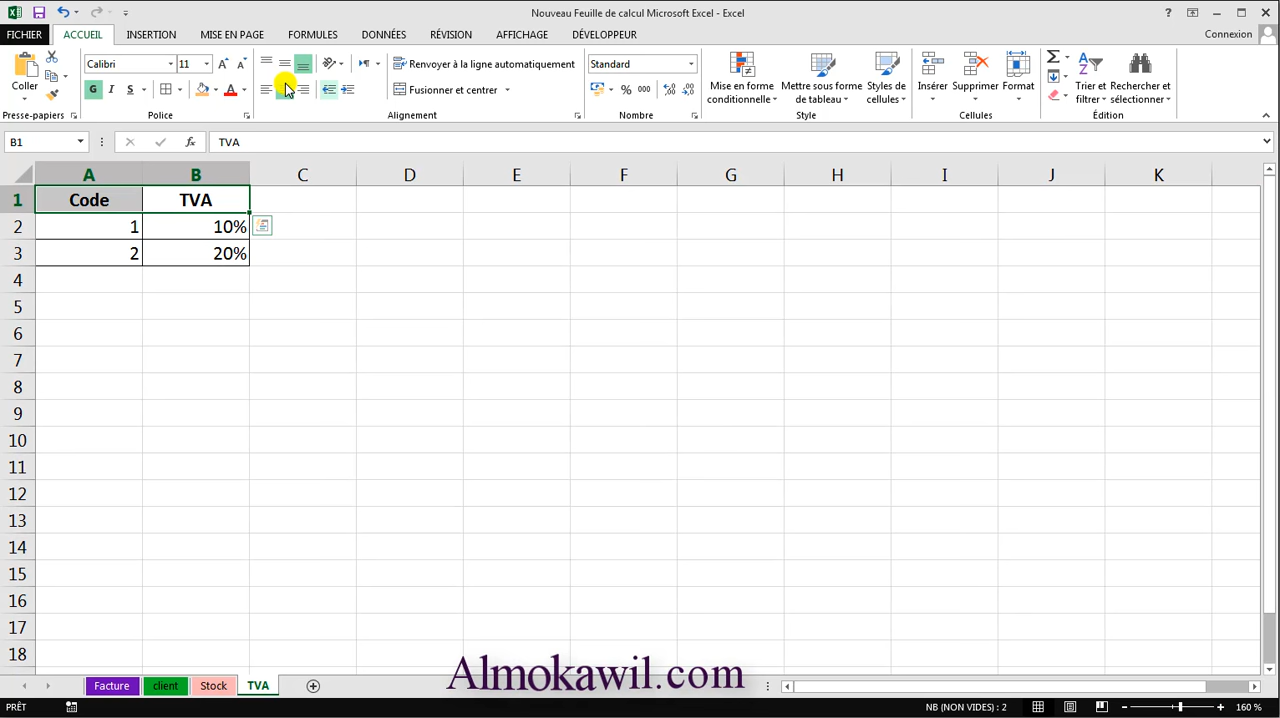 Nouveau Feuille de calcul Microsoft Excel - Excel
FICHIER ACCUEIL INSERTION MISE EN PAGE FORMULES DONNÉES RÉVISION AFFICHAGE DÉVELOPPEUR Connexion
Coller
Presse-papiers
Calibri 11
G I S
Police
Renvoyer à la ligne automatiquement
Fusionner et centrer
Alignement
Standard
% 000
Nombre
Mise en forme conditionnelle
Mettre sous forme de tableau
Styles de cellules
Style
Insérer Supprimer Format
Cellules
Trier et filtrer
Rechercher et sélectionner
Édition
B1 fx TVA
A B C D E F G H I J K
1 Code TVA
2 1 10%
3 2 20%
4
5
6
7
8
9
10
11
12
13
14
15
16
17
18
Almokawil.com
Facture client Stock TVA
PRÊT NB (NON VIDES) : 2 160 %